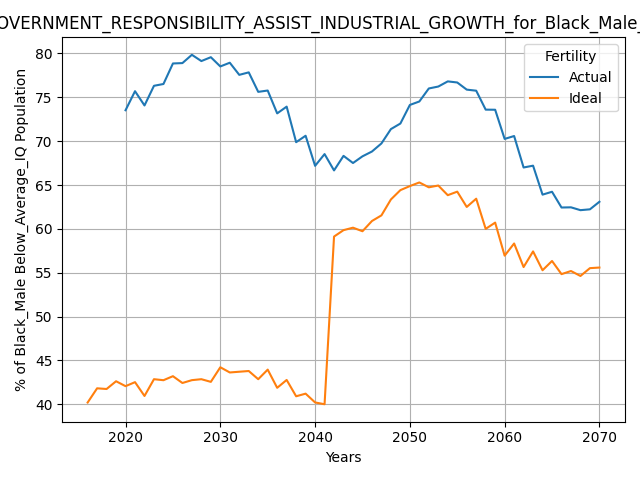 GOVERNMENT_RESPONSIBILITY_ASSIST_INDUSTRIAL_GROWTH_for_Black_Male_
Fertility
Actual
Ideal
% of Black_Male Below_Average_IQ Population
80
75
70
65
60
55
50
45
40
2020 2030 2040 2050 2060 2070
Years